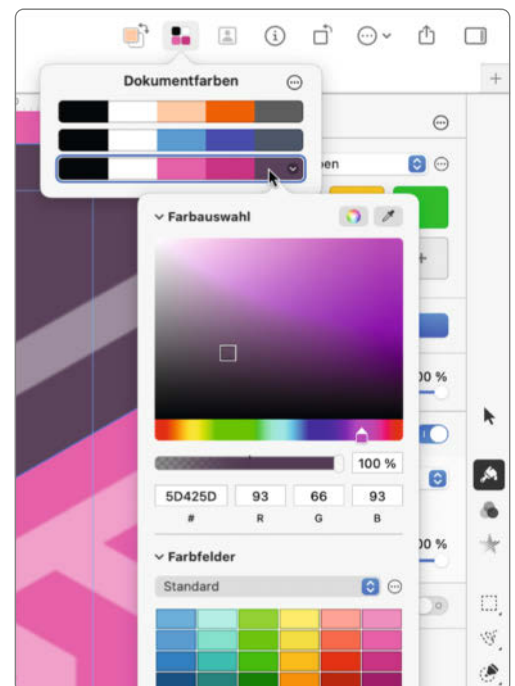 Dokumentfarben
en
Farbauswahl
00 %
100 %
5D425D 93 66 93
# R G B
00 %
Farbfelder
Standard